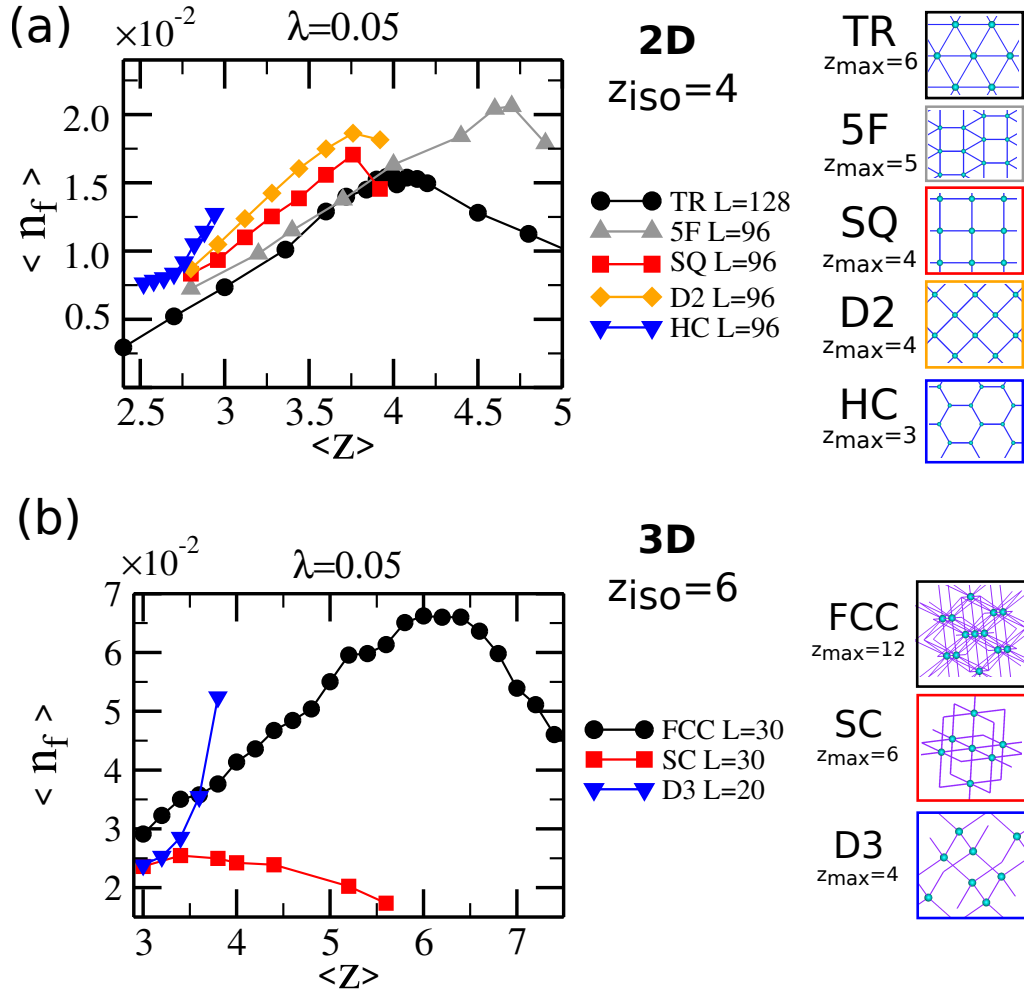 (a)
×10⁻²
λ=0.05
2D
z_iso=4
2.0
1.5
1.0
0.5
< n_f >
2.5
3
3.5
4
4.5
5
<z>
TR L=128
5F L=96
SQ L=96
D2 L=96
HC L=96
TR
z_max=6
5F
z_max=5
SQ
z_max=4
D2
z_max=4
HC
z_max=3
(b)
×10⁻²
λ=0.05
3D
z_iso=6
7
6
5
4
3
2
< n_f >
3
4
5
6
7
<z>
FCC L=30
SC L=30
D3 L=20
FCC
z_max=12
SC
z_max=6
D3
z_max=4